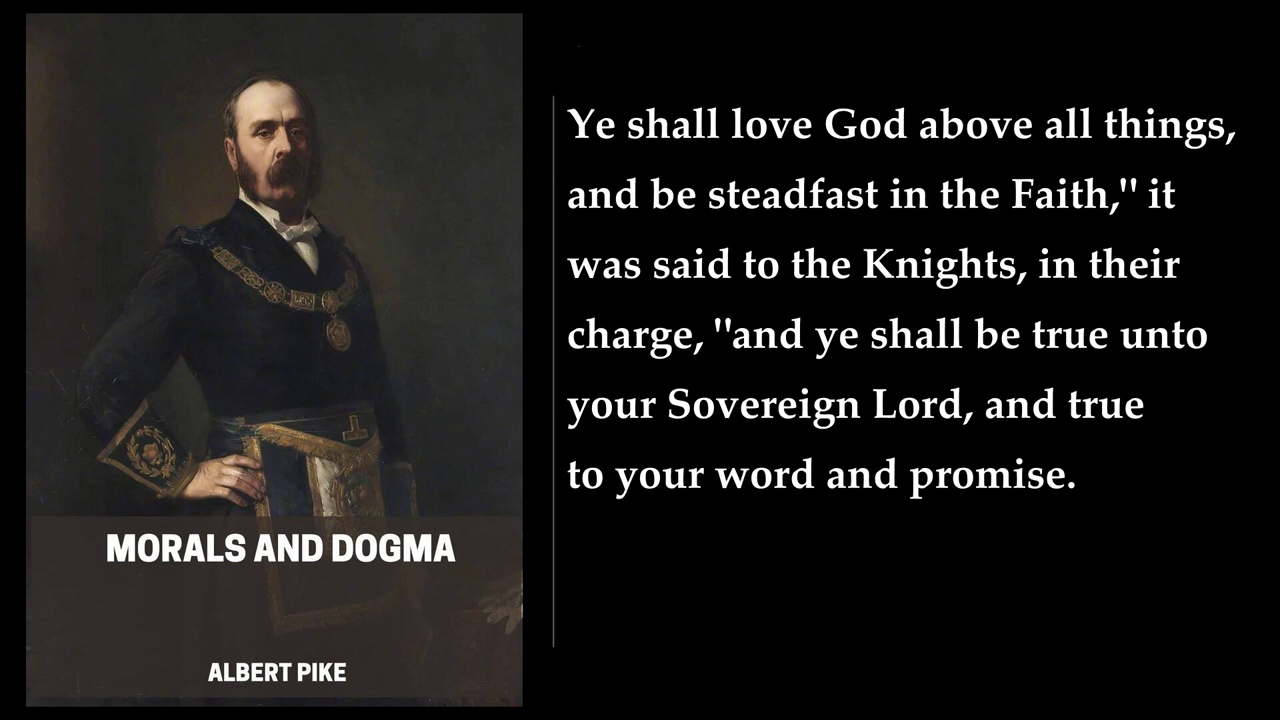 MORALS AND DOGMA
ALBERT PIKE
Ye shall love God above all things,
and be steadfast in the Faith," it
was said to the Knights, in their
charge, "and ye shall be true unto
your Sovereign Lord, and true
to your word and promise.